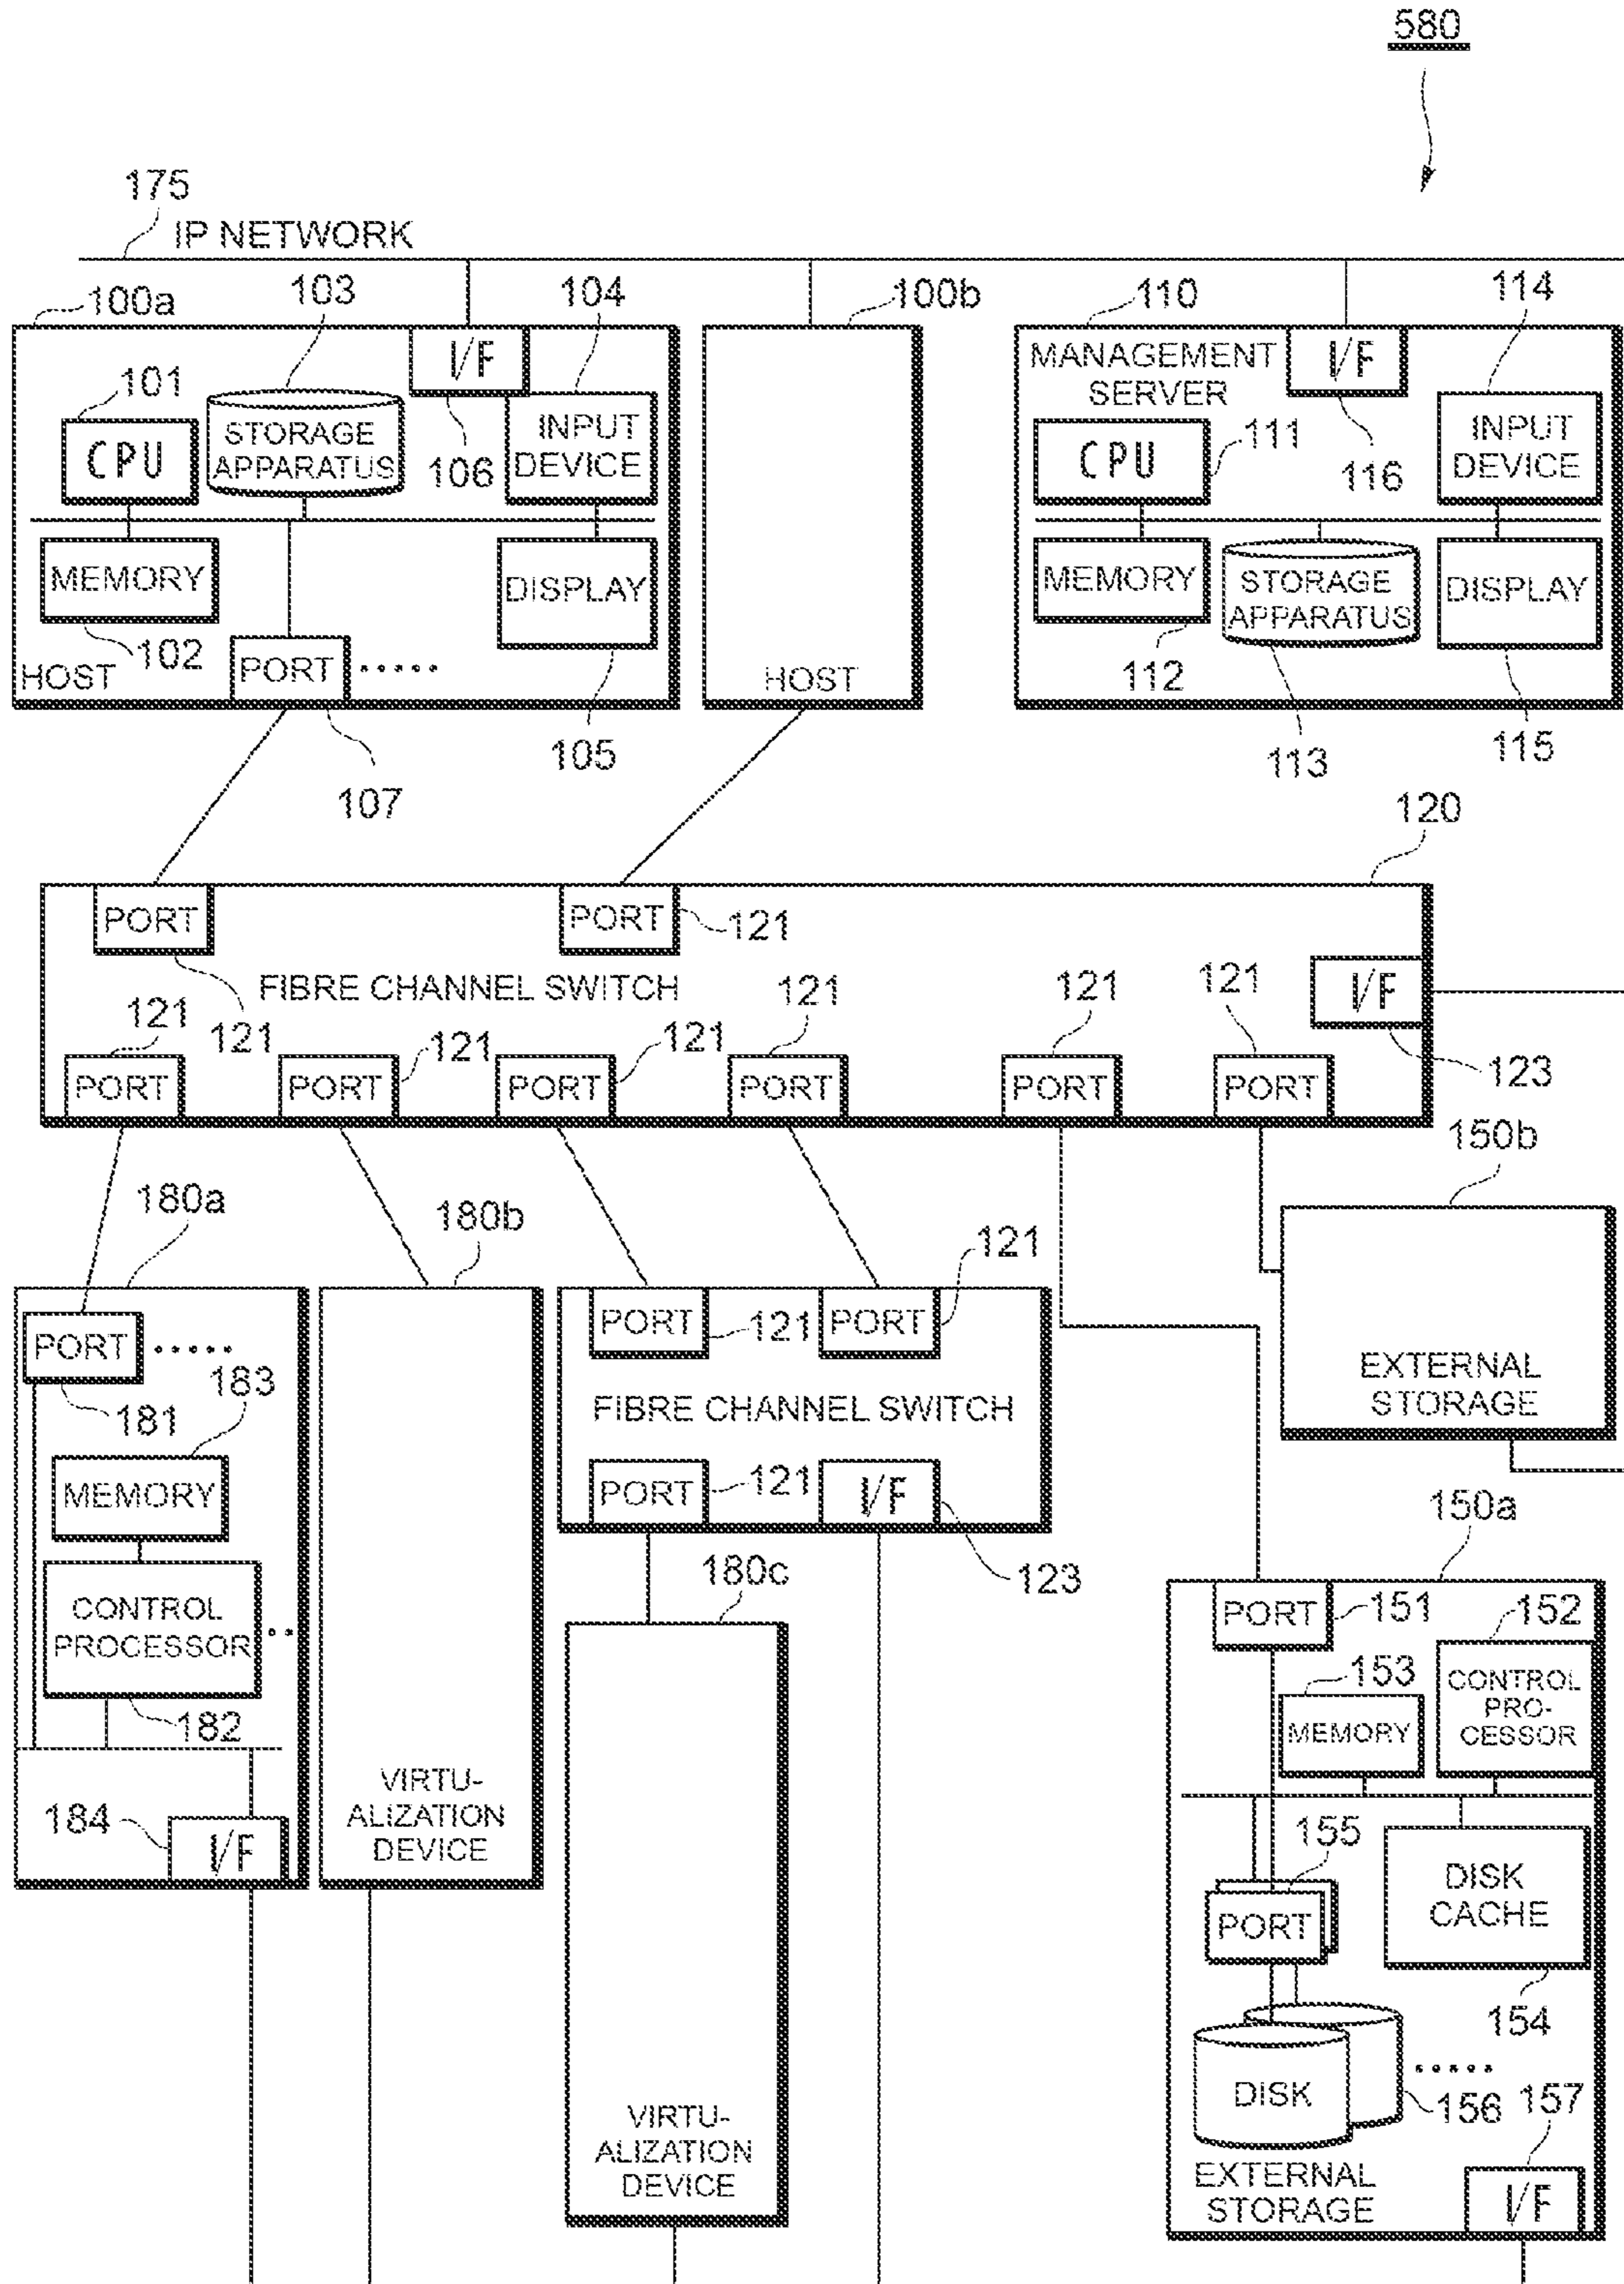 580
175
IP NETWORK
100a
103
104
100b
110
114
I/F
MANAGEMENT
SERVER
I/F
101
CPU
STORAGE
APPARATUS
106
INPUT
DEVICE
CPU
111
116
INPUT
DEVICE
MEMORY
DISPLAY
MEMORY
STORAGE
APPARATUS
DISPLAY
102
HOST
PORT
.....
HOST
112
105
113
115
107
120
PORT
PORT
121
FIBRE CHANNEL SWITCH
I/F
121
121
121
121
121
121
121
123
PORT
PORT
PORT
PORT
PORT
PORT
150b
180a
180b
121
PORT
.....
PORT
121
PORT
183
181
EXTERNAL
STORAGE
FIBRE CHANNEL SWITCH
MEMORY
PORT
121
I/F
150a
180c
123
CONTROL
PROCESSOR
..
PORT
151
152
153
CONTROL
PRO-
CESSOR
182
MEMORY
VIRTU-
ALIZATION
DEVICE
184
I/F
155
DISK
CACHE
PORT
154
.....
DISK
156
157
VIRTU-
ALIZATION
DEVICE
EXTERNAL
STORAGE
I/F